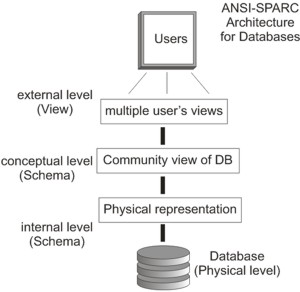 ANSI-SPARC
Architecture
for Databases
Users
external level
(View)
multiple user's views
conceptual level
(Schema)
Community view of DB
Physical representation
internal level
(Schema)
Database
(Physical level)